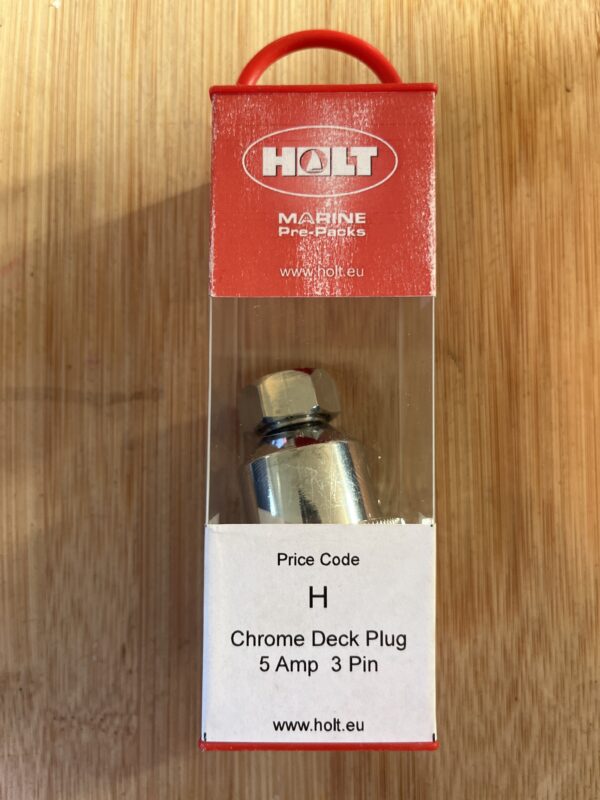 HOLT
MARINE
Pre-Packs
www.holt.eu
Price Code
H
Chrome Deck Plug
5 Amp 3 Pin
www.holt.eu